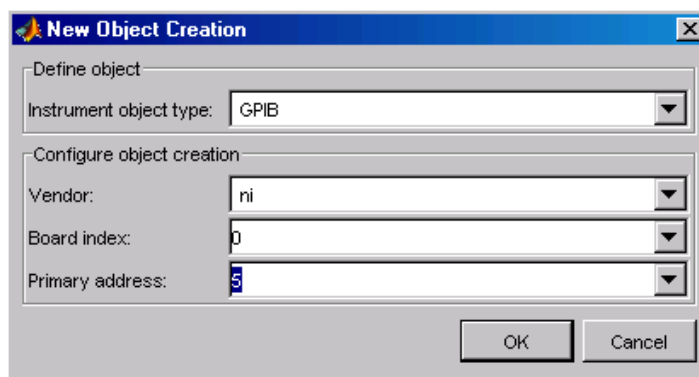 New Object Creation
Define object
Instrument object type: GPIB
Configure object creation
Vendor: ni
Board index: 0
Primary address: 5
OK Cancel